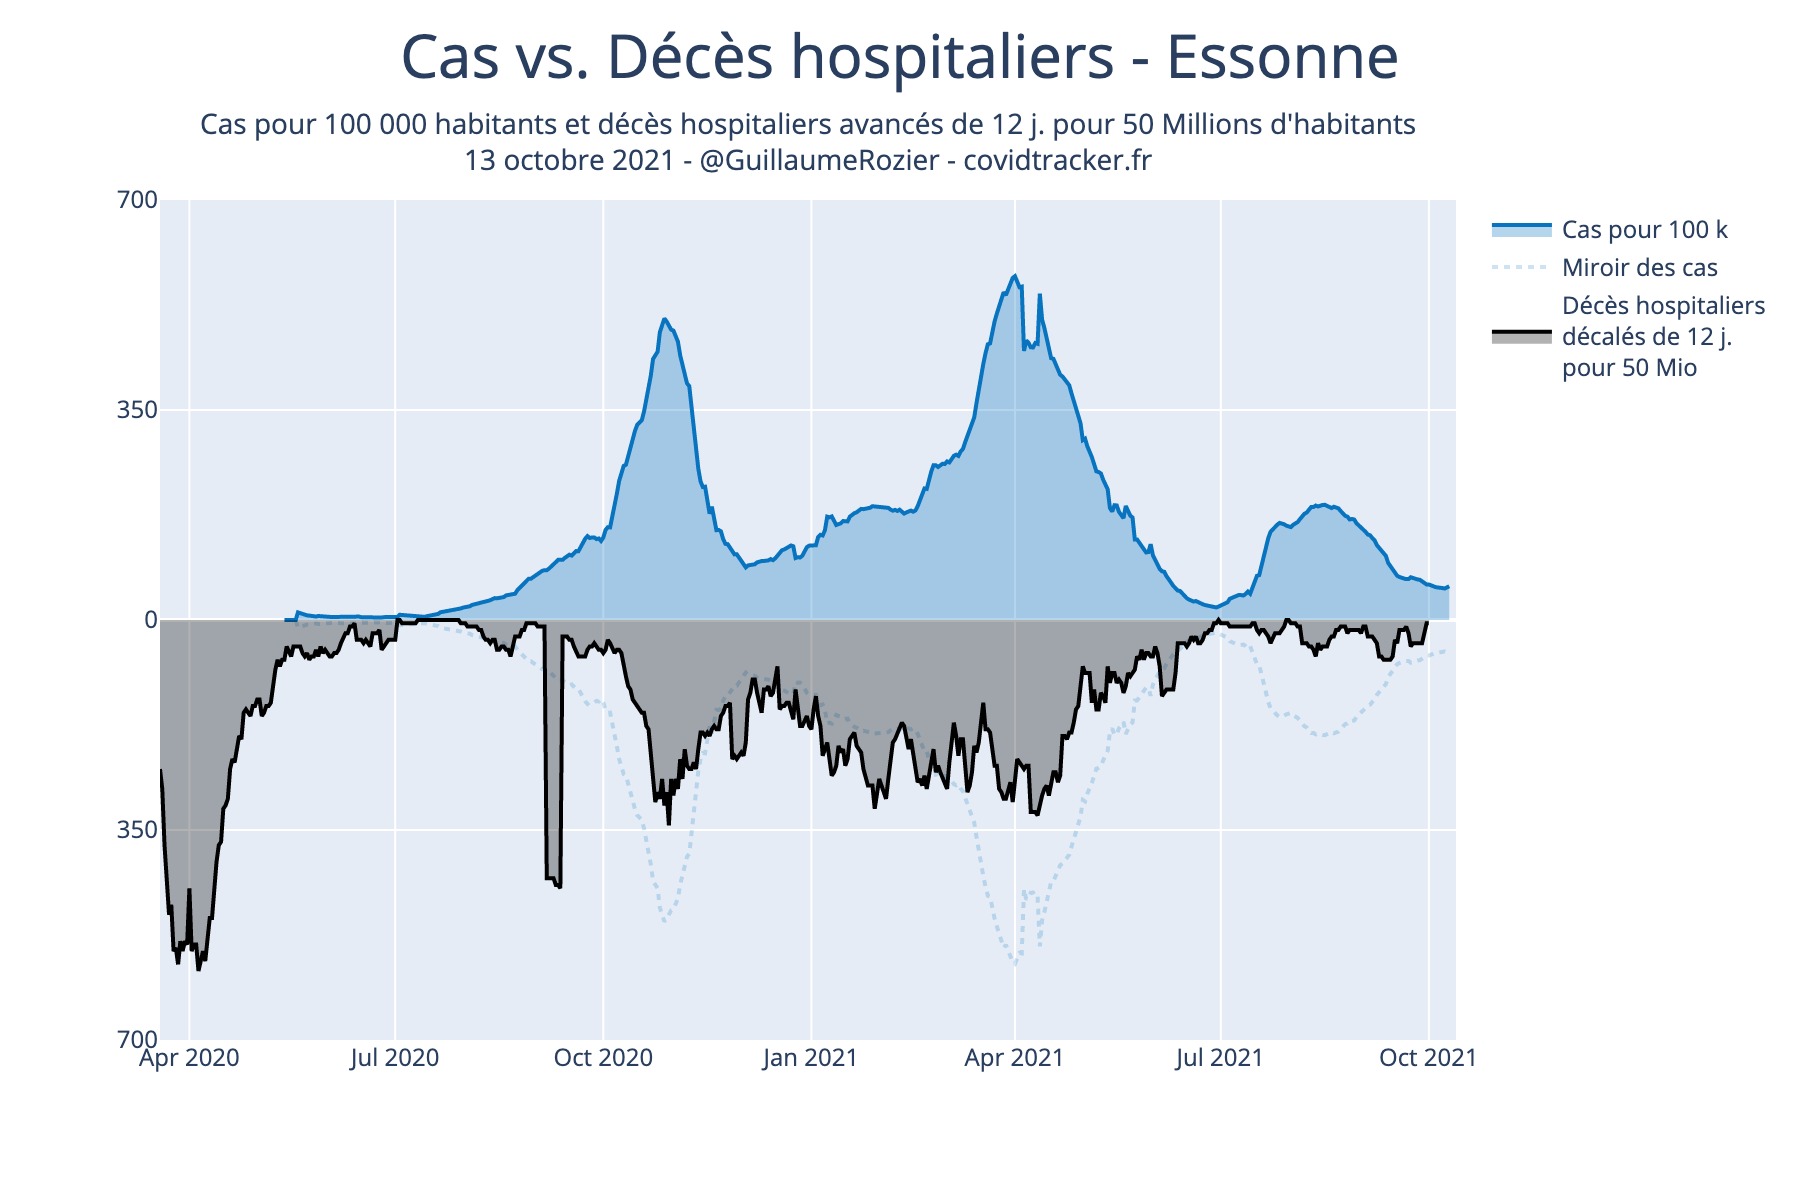 Cas vs. Décès hospitaliers - Essonne
Cas pour 100 000 habitants et décès hospitaliers avancés de 12 j. pour 50 Millions d'habitants
13 octobre 2021 - @GuillaumeRozier - covidtracker.fr
700
350
0
350
700
Apr 2020
Jul 2020
Oct 2020
Jan 2021
Apr 2021
Jul 2021
Oct 2021
Cas pour 100 k
Miroir des cas
Décès hospitaliers
décalés de 12 j.
pour 50 Mio